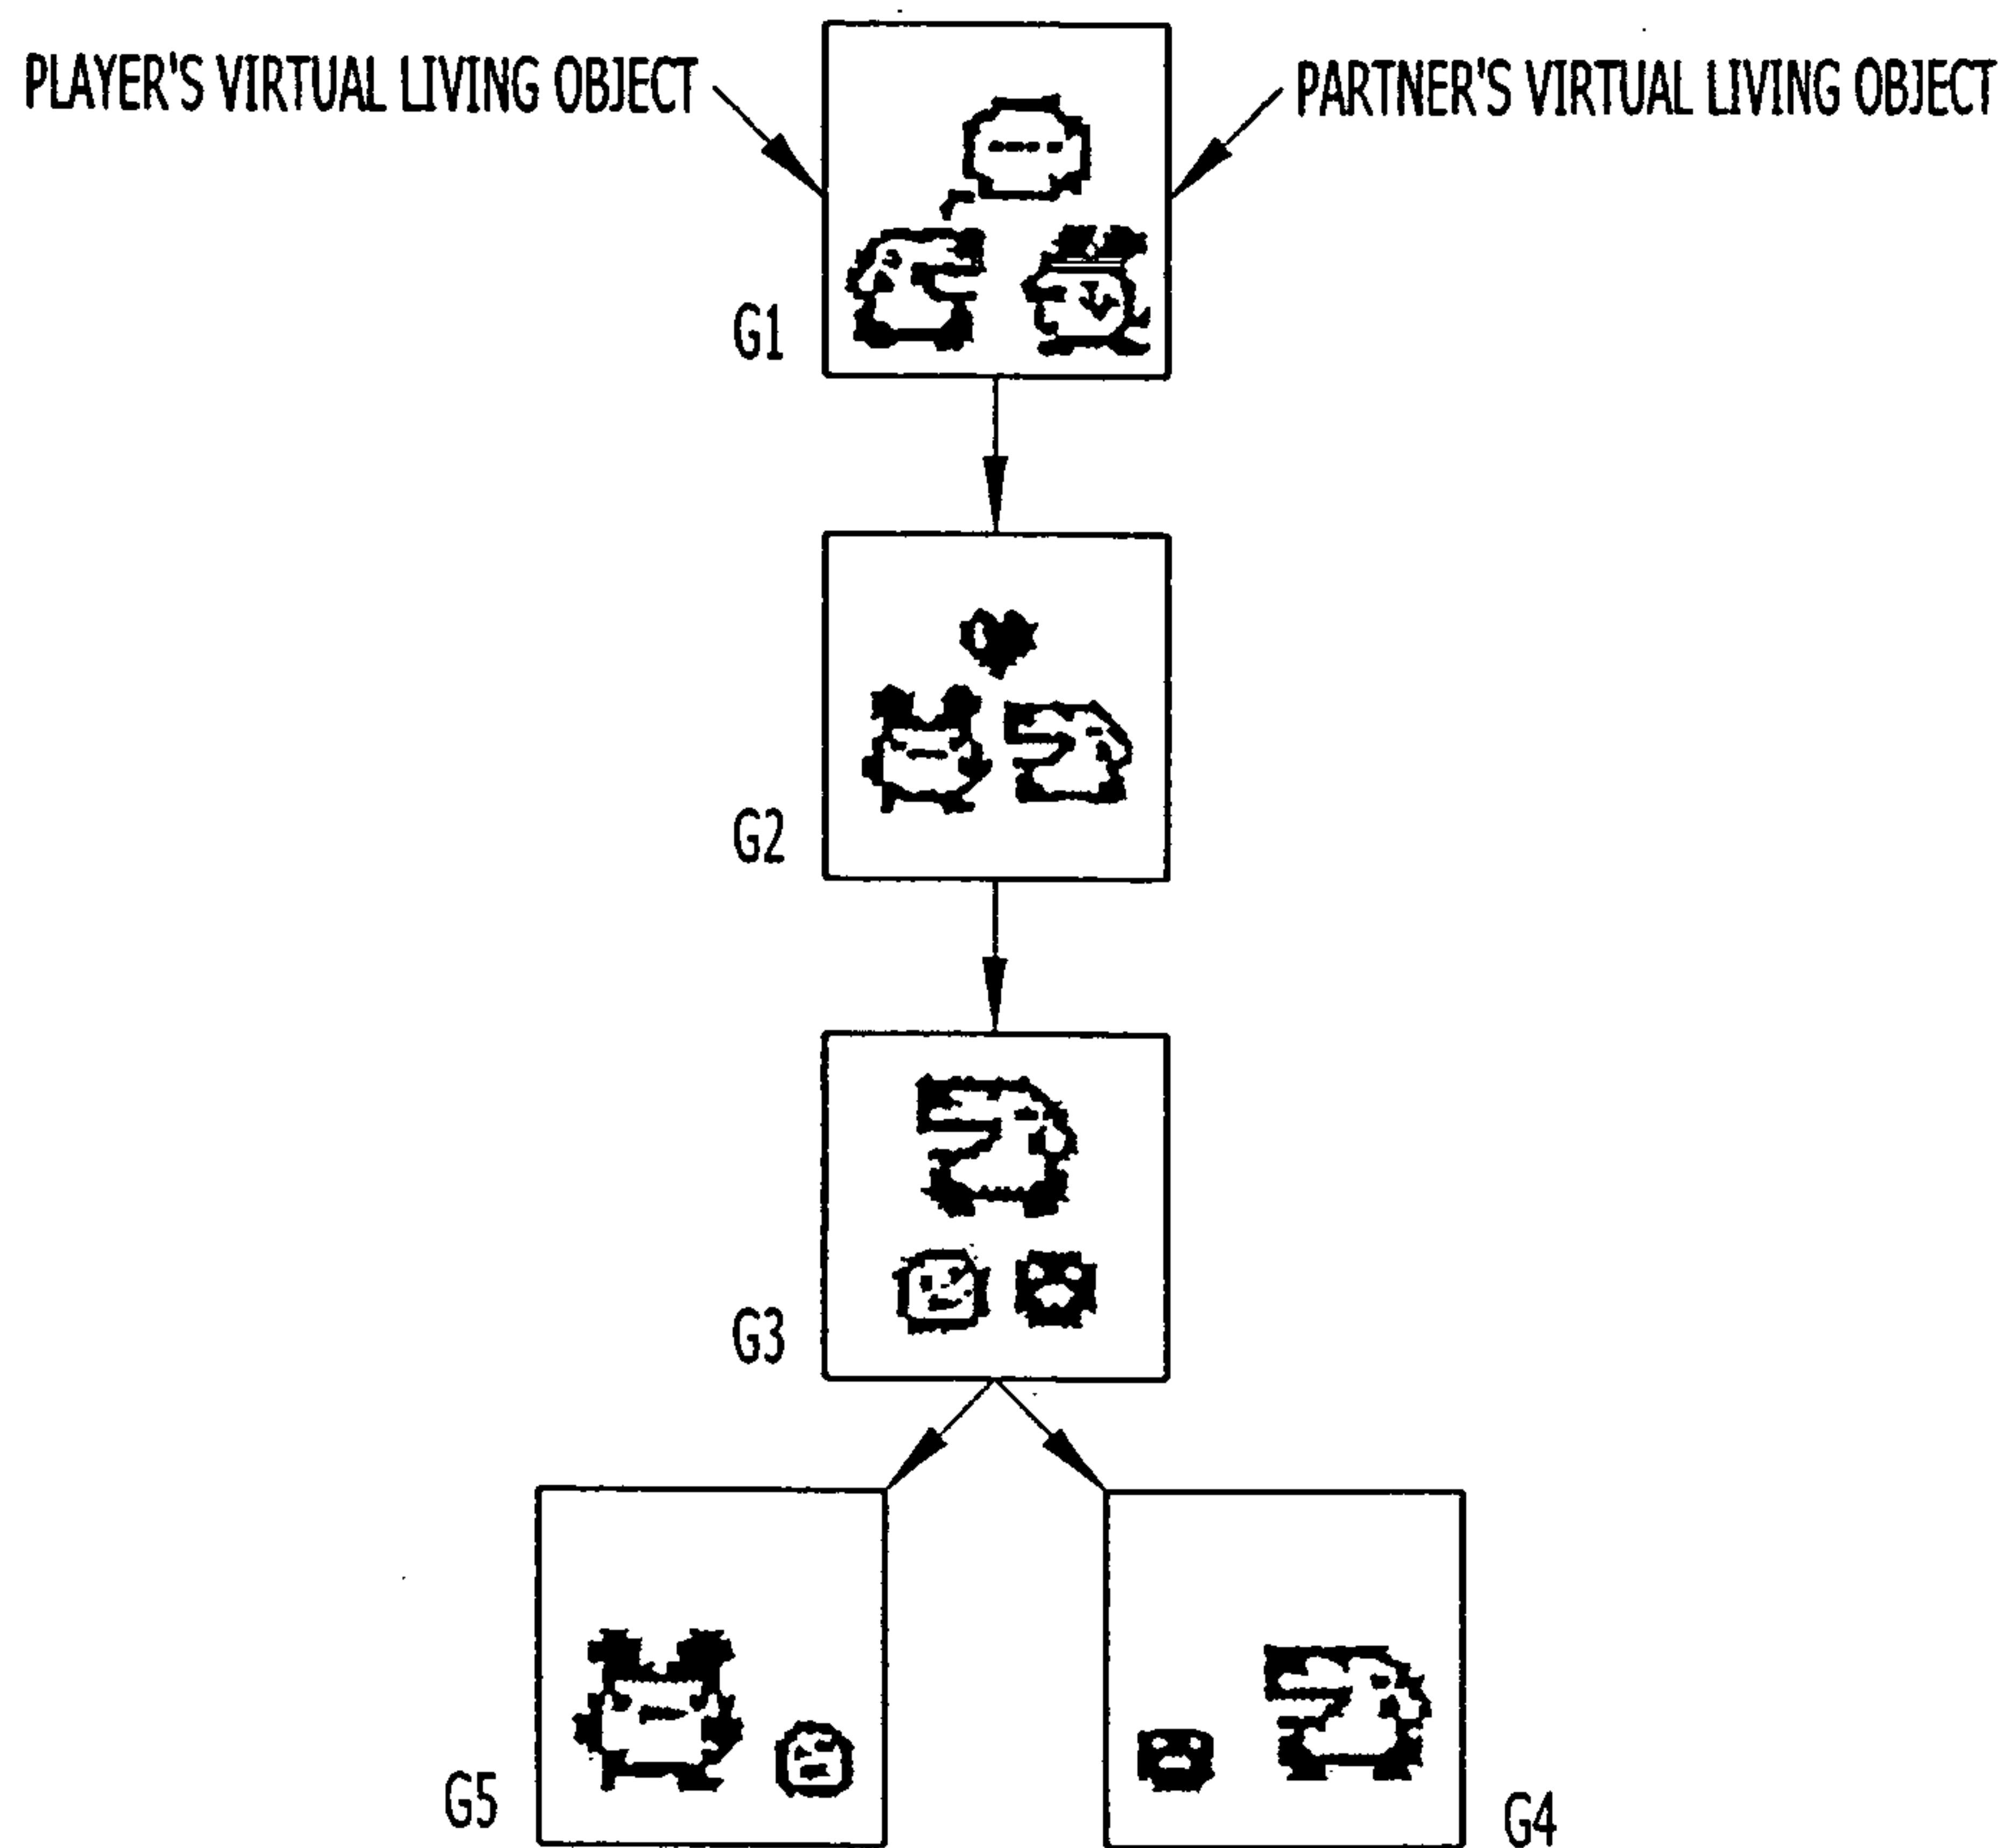 PLAYER'S VIRTUAL LIVING OBJECT
PARTNER'S VIRTUAL LIVING OBJECT
G1
G2
G3
G5
G4